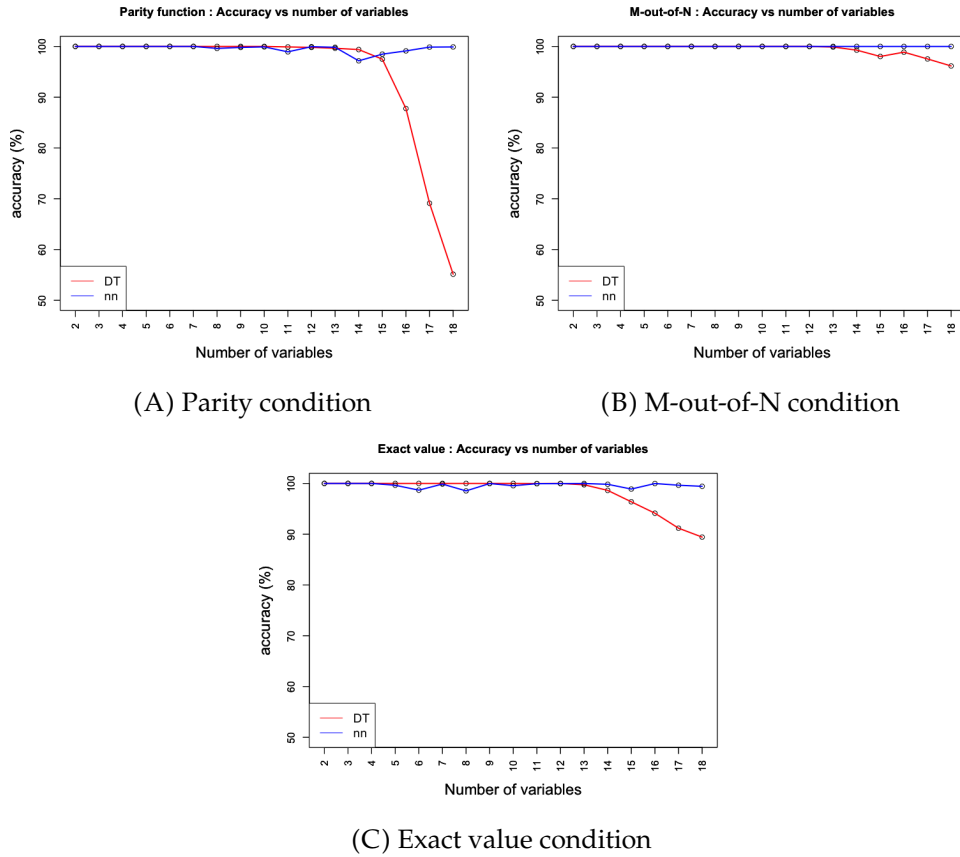 Parity function : Accuracy vs number of variables
accuracy (%)
100
90
80
70
60
50
DT
nn
2 3 4 5 6 7 8 9 10 11 12 13 14 15 16 17 18
Number of variables
(A) Parity condition
M-out-of-N : Accuracy vs number of variables
accuracy (%)
100
90
80
70
60
50
DT
nn
2 3 4 5 6 7 8 9 10 11 12 13 14 15 16 17 18
Number of variables
(B) M-out-of-N condition
Exact value : Accuracy vs number of variables
accuracy (%)
100
90
80
70
60
50
DT
nn
2 3 4 5 6 7 8 9 10 11 12 13 14 15 16 17 18
Number of variables
(C) Exact value condition